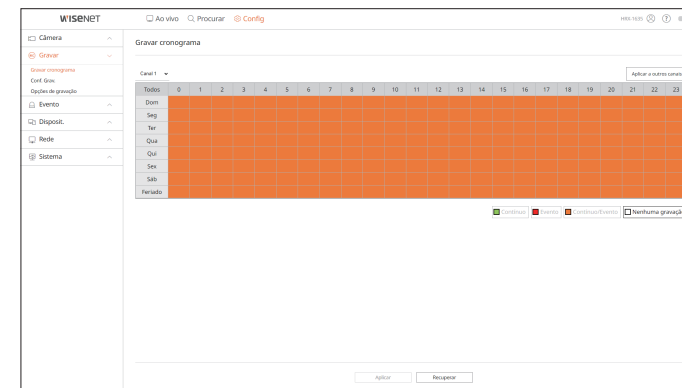 WISENET
Ao vivo Procurar Config
HRX-1635
Câmera
Gravar
Gravar cronograma
Conf. Grav.
Opções de gravação
Evento
Disposit.
Rede
Sistema
Gravar cronograma
Canal 1
Aplicar a outros canais
Todos 0 1 2 3 4 5 6 7 8 9 10 11 12 13 14 15 16 17 18 19 20 21 22 23
Dom
Seg
Ter
Qua
Qui
Sex
Sáb
Feriado
Contínuo Evento Contínuo/Evento Nenhuma gravação
Aplicar Recuperar